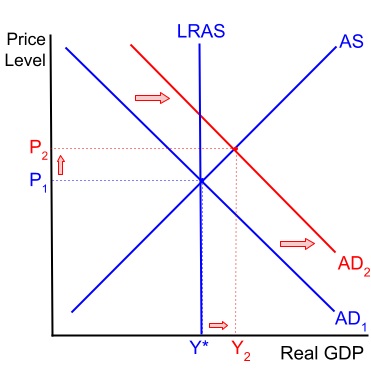 Price
Level
LRAS
AS
P2
P1
AD2
AD1
Y*
Y2
Real GDP